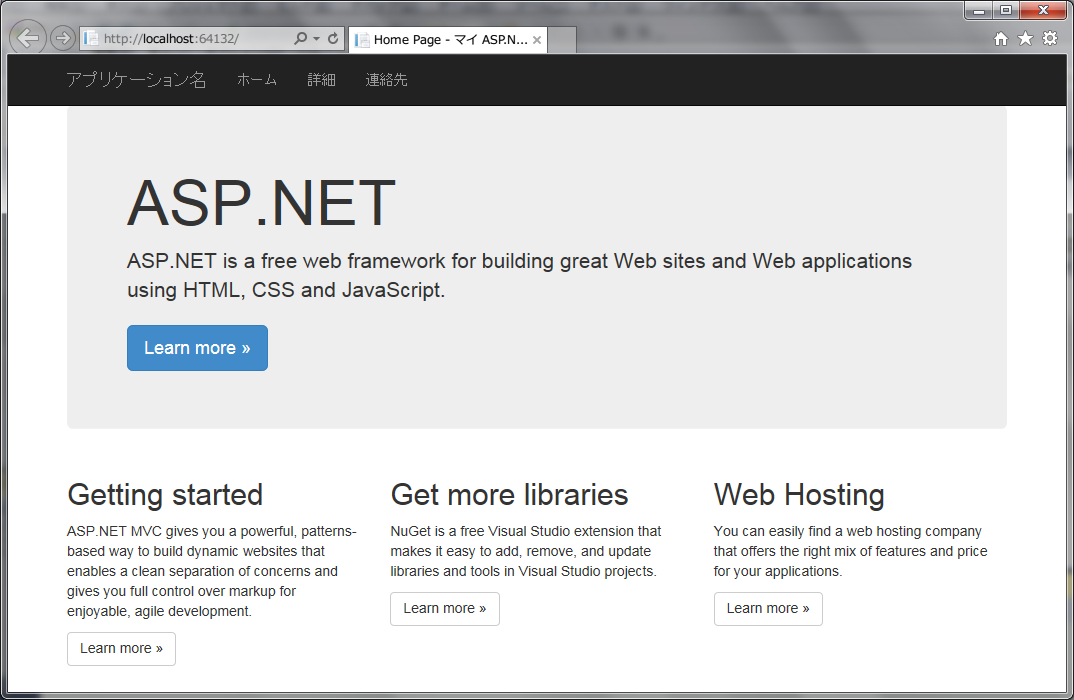 http://localhost:64132/
Home Page - マイ ASP.N...
アプリケーション名 ホーム 詳細 連絡先
ASP.NET
ASP.NET is a free web framework for building great Web sites and Web applications
using HTML, CSS and JavaScript.
Learn more »
Getting started
ASP.NET MVC gives you a powerful, patterns-
based way to build dynamic websites that
enables a clean separation of concerns and
gives you full control over markup for
enjoyable, agile development.
Learn more »
Get more libraries
NuGet is a free Visual Studio extension that
makes it easy to add, remove, and update
libraries and tools in Visual Studio projects.
Learn more »
Web Hosting
You can easily find a web hosting company
that offers the right mix of features and price
for your applications.
Learn more »